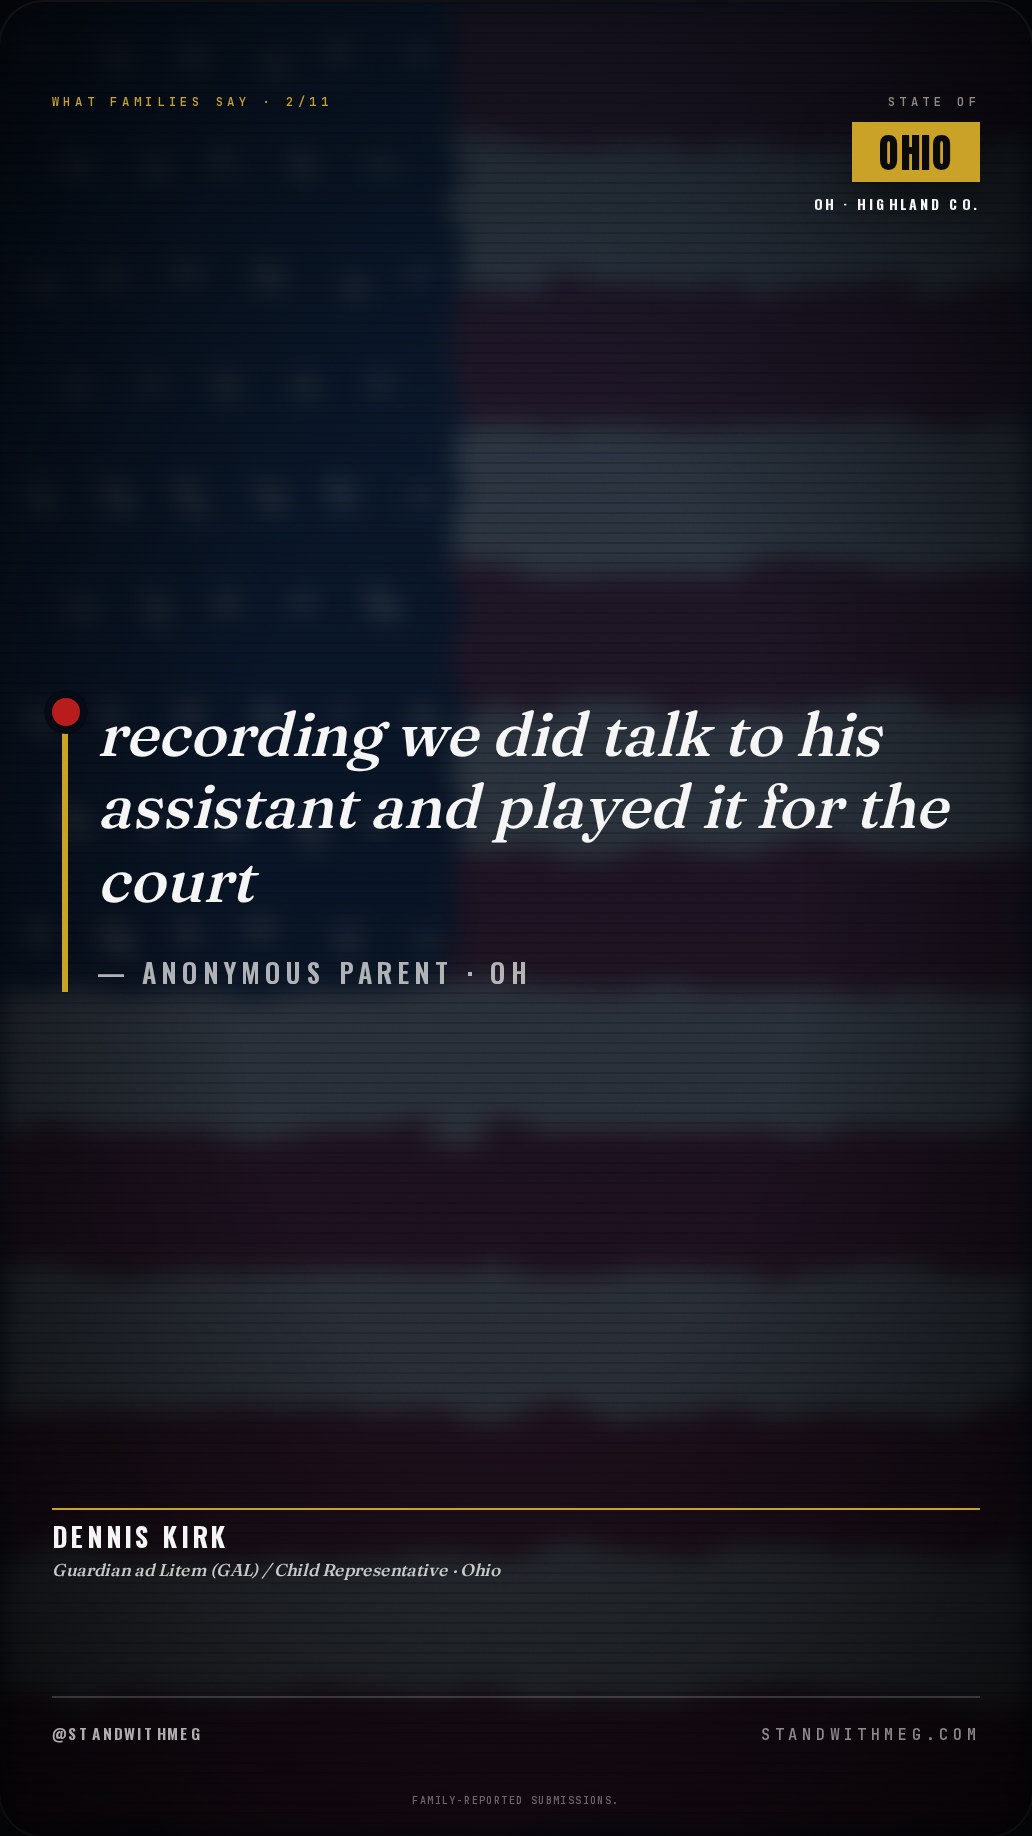 WHAT FAMILIES SAY · 2/11
STATE OF
OHIO
OH · HIGHLAND CO.
recording we did talk to his
assistant and played it for the
court
— ANONYMOUS PARENT · OH
DENNIS KIRK
Guardian ad Litem (GAL) / Child Representative · Ohio
@STANDWITHMEG
STANDWITHMEG.COM
FAMILY-REPORTED SUBMISSIONS.